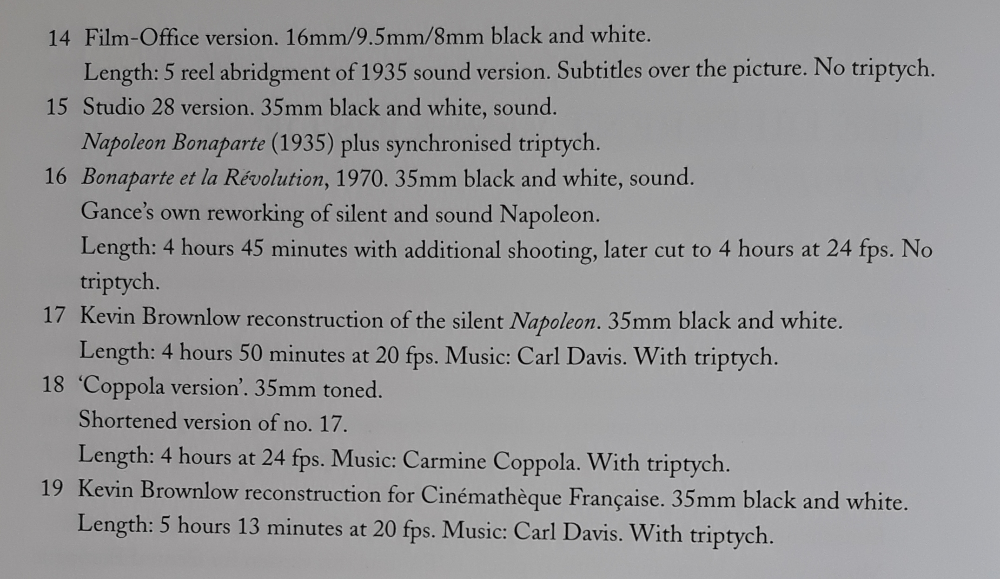 14 Film-Office version. 16mm/9.5mm/8mm black and white.
Length: 5 reel abridgment of 1935 sound version. Subtitles over the picture. No triptych.
15 Studio 28 version. 35mm black and white, sound.
Napoleon Bonaparte (1935) plus synchronised triptych.
16 Bonaparte et la Révolution, 1970. 35mm black and white, sound.
Gance's own reworking of silent and sound Napoleon.
Length: 4 hours 45 minutes with additional shooting, later cut to 4 hours at 24 fps. No
triptych.
17 Kevin Brownlow reconstruction of the silent Napoleon. 35mm black and white.
Length: 4 hours 50 minutes at 20 fps. Music: Carl Davis. With triptych.
18 ‘Coppola version’. 35mm toned.
Shortened version of no. 17.
Length: 4 hours at 24 fps. Music: Carmine Coppola. With triptych.
19 Kevin Brownlow reconstruction for Cinémathèque Française. 35mm black and white.
Length: 5 hours 13 minutes at 20 fps. Music: Carl Davis. With triptych.